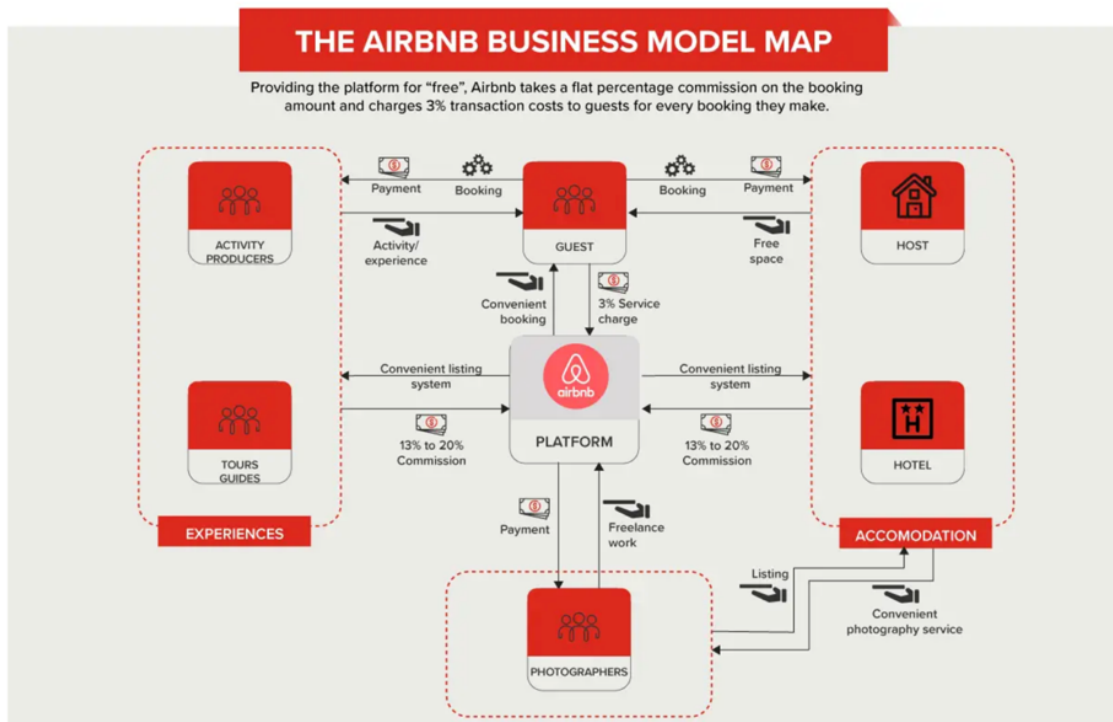 THE AIRBNB BUSINESS MODEL MAP
Providing the platform for “free”, Airbnb takes a flat percentage commission on the booking
amount and charges 3% transaction costs to guests for every booking they make.
Payment
Booking
Booking
Payment
ACTIVITY
PRODUCERS
Activity/
experience
GUEST
Free
space
HOST
Convenient
booking
3% Service
charge
Convenient listing
system
airbnb
Convenient listing
system
TOURS
GUIDES
13% to 20%
Commission
PLATFORM
13% to 20%
Commission
H
HOTEL
EXPERIENCES
Payment
Freelance
work
ACCOMODATION
Listing
Convenient
photography service
PHOTOGRAPHERS